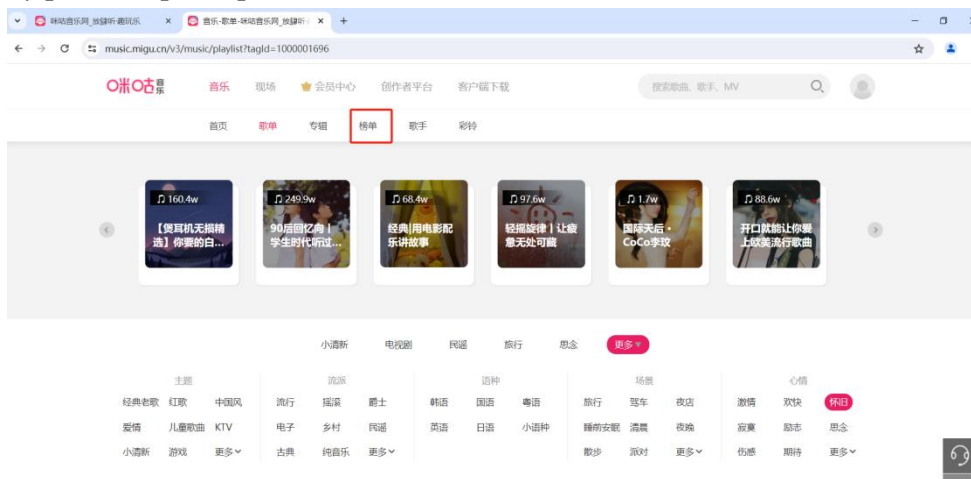 咪咕音乐网_放肆听·趣玩乐
音乐-歌单-咪咕音乐网_放肆听·
music.migu.cn/v3/music/playlist?tagId=1000001696
咪咕音乐
音乐 现场 会员中心 创作者平台 客户端下载
搜索歌曲、歌手、MV
首页 歌单 专辑 榜单 歌手 彩铃
160.4w
【煲耳机无损精
选】你要的白...
249.9w
90后回忆向丨
学生时代听过...
68.4w
经典|用电影配
乐讲故事
97.6w
轻摇旋律丨让疲
惫无处可藏
1.7w
国际天后·
CoCo李玟
88.6w
开口就能让你爱
上欧美流行歌曲
小清新 电视剧 民谣 旅行 思念 更多
主题 流派 语种 场景 心情
经典老歌 红歌 中国风 流行 摇滚 爵士 韩语 国语 粤语 旅行 驾车 夜店 激情 欢快 怀旧
爱情 儿童歌曲 KTV 电子 乡村 民谣 英语 日语 小语种 睡前安眠 清晨 夜晚 寂寞 励志 思念
小清新 游戏 更多 古典 纯音乐 更多 散步 派对 更多 伤感 期待 更多